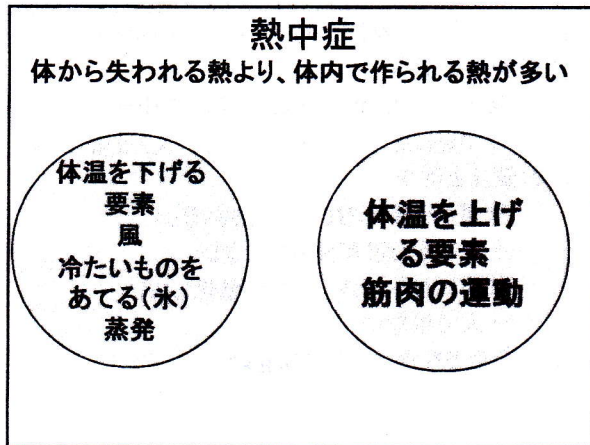 熱中症
体から失われる熱より、体内で作られる熱が多い
体温を下げる
要素
風
冷たいものを
あてる(氷)
蒸発
体温を上げ
る要素
筋肉の運動